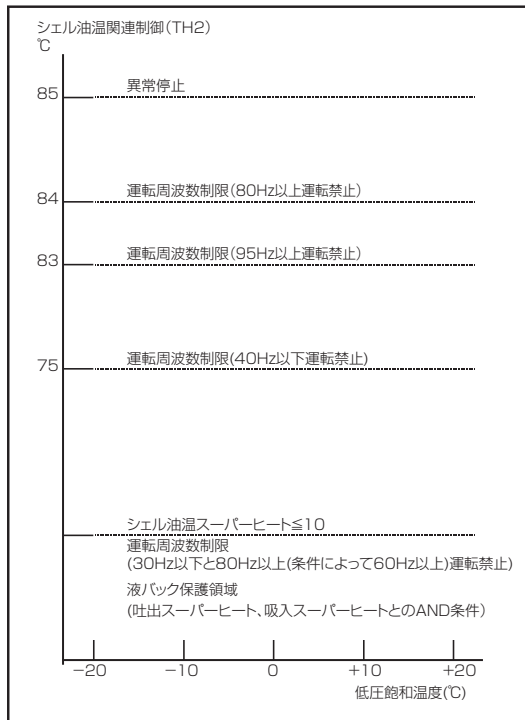 シェル油温関連制御(TH2)
℃
85
異常停止
84
運転周波数制限(80Hz以上運転禁止)
83
運転周波数制限(95Hz以上運転禁止)
75
運転周波数制限(40Hz以下運転禁止)
シェル油温スーパーヒート≦10
運転周波数制限
(30Hz以下と80Hz以上(条件によって60Hz以上)運転禁止)
液バック保護領域
(吐出スーパーヒート、吸入スーパーヒートとのAND条件)
−20 −10 0 +10 +20
低圧飽和温度(℃)